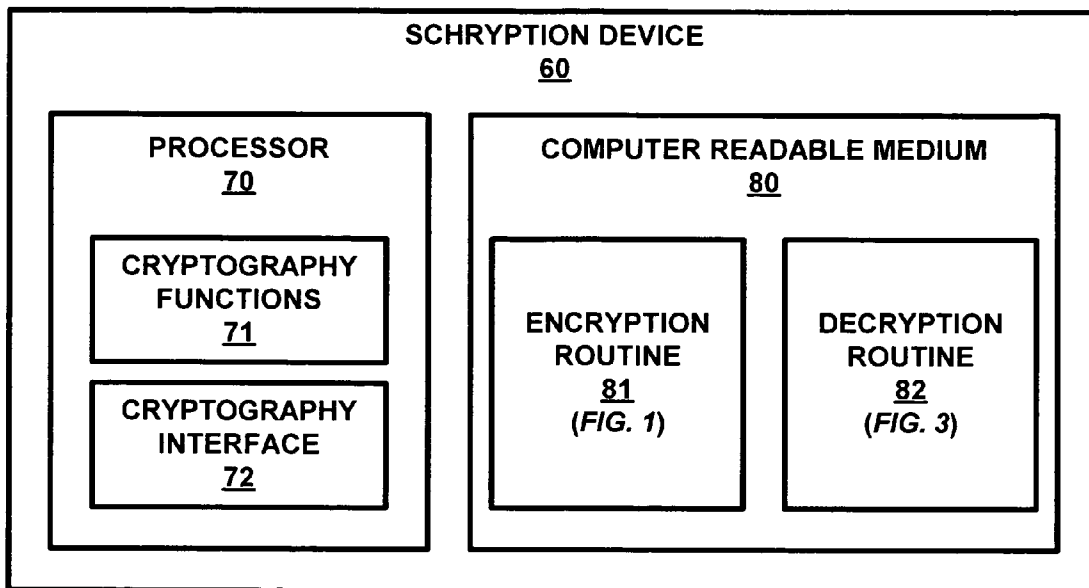 SCHRYPTION DEVICE
60
PROCESSOR
70
CRYPTOGRAPHY
FUNCTIONS
71
CRYPTOGRAPHY
INTERFACE
72
COMPUTER READABLE MEDIUM
80
ENCRYPTION
ROUTINE
81
(FIG. 1)
DECRYPTION
ROUTINE
82
(FIG. 3)